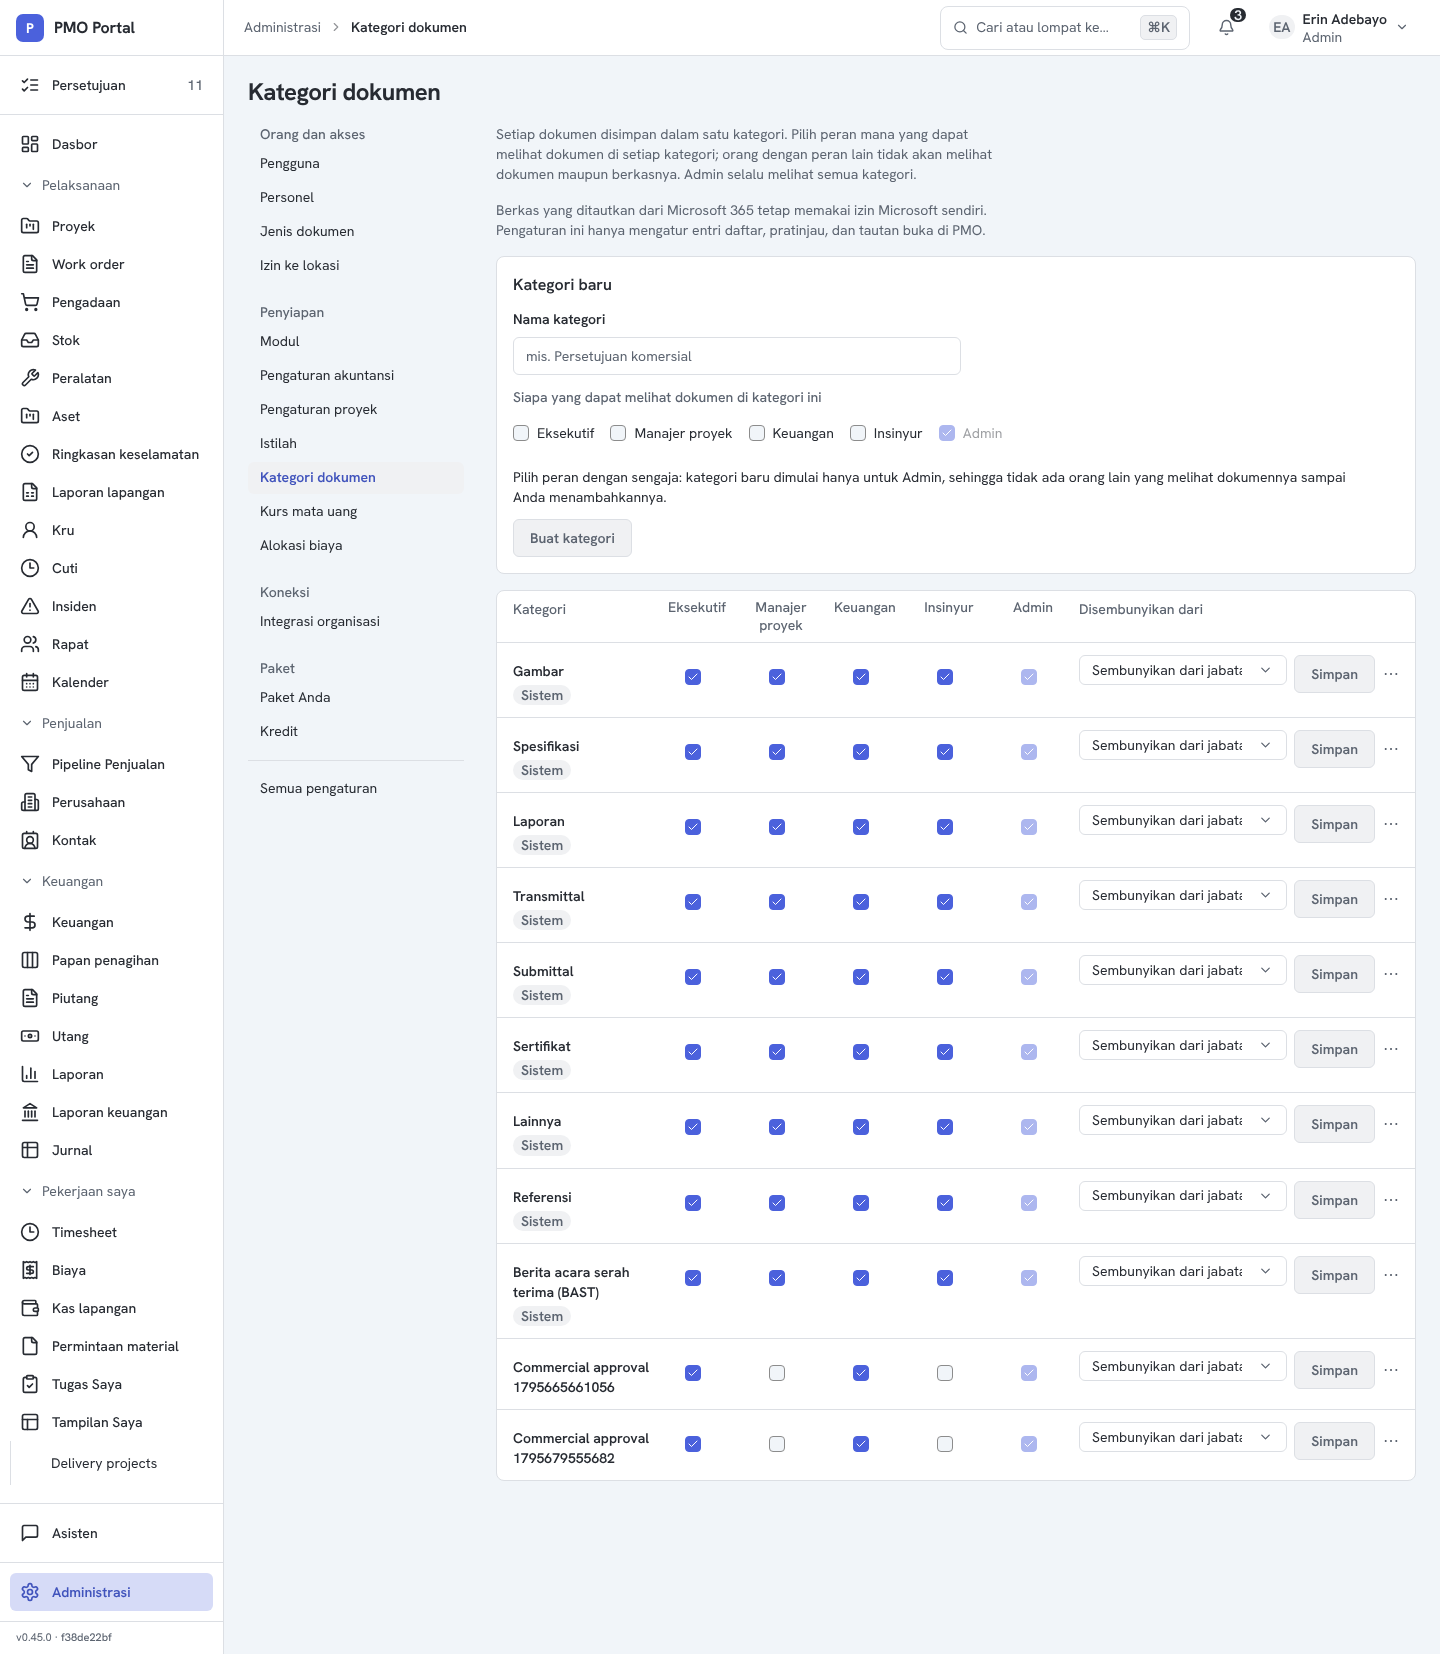 P PMO Portal
Administrasi > Kategori dokumen
Cari atau lompat ke... ⌘K
3
EA Erin Adebayo
Admin
Persetujuan 11
Dasbor
Pelaksanaan
Proyek
Work order
Pengadaan
Stok
Peralatan
Aset
Ringkasan keselamatan
Laporan lapangan
Kru
Cuti
Insiden
Rapat
Kalender
Penjualan
Pipeline Penjualan
Perusahaan
Kontak
Keuangan
Keuangan
Papan penagihan
Piutang
Utang
Laporan
Laporan keuangan
Jurnal
Pekerjaan saya
Timesheet
Biaya
Kas lapangan
Permintaan material
Tugas Saya
Tampilan Saya
Delivery projects
Asisten
Administrasi
v0.45.0 · f38de22bf
Kategori dokumen
Orang dan akses
Pengguna
Personel
Jenis dokumen
Izin ke lokasi
Penyiapan
Modul
Pengaturan akuntansi
Pengaturan proyek
Istilah
Kategori dokumen
Kurs mata uang
Alokasi biaya
Koneksi
Integrasi organisasi
Paket
Paket Anda
Kredit
Semua pengaturan
Setiap dokumen disimpan dalam satu kategori. Pilih peran mana yang dapat
melihat dokumen di setiap kategori; orang dengan peran lain tidak akan melihat
dokumen maupun berkasnya. Admin selalu melihat semua kategori.
Berkas yang ditautkan dari Microsoft 365 tetap memakai izin Microsoft sendiri.
Pengaturan ini hanya mengatur entri daftar, pratinjau, dan tautan buka di PMO.
Kategori baru
Nama kategori
mis. Persetujuan komersial
Siapa yang dapat melihat dokumen di kategori ini
Eksekutif Manajer proyek Keuangan Insinyur Admin
Pilih peran dengan sengaja: kategori baru dimulai hanya untuk Admin, sehingga tidak ada orang lain yang melihat dokumennya sampai
Anda menambahkannya.
Buat kategori
Kategori Eksekutif Manajer proyek Keuangan Insinyur Admin Disembunyikan dari
Gambar Sembunyikan dari jabata Simpan ...
Sistem
Spesifikasi Sembunyikan dari jabata Simpan ...
Sistem
Laporan Sembunyikan dari jabata Simpan ...
Sistem
Transmittal Sembunyikan dari jabata Simpan ...
Sistem
Submittal Sembunyikan dari jabata Simpan ...
Sistem
Sertifikat Sembunyikan dari jabata Simpan ...
Sistem
Lainnya Sembunyikan dari jabata Simpan ...
Sistem
Referensi Sembunyikan dari jabata Simpan ...
Sistem
Berita acara serah Sembunyikan dari jabata Simpan ...
terima (BAST)
Sistem
Commercial approval Sembunyikan dari jabata Simpan ...
1795665661056
Commercial approval Sembunyikan dari jabata Simpan ...
1795679555682